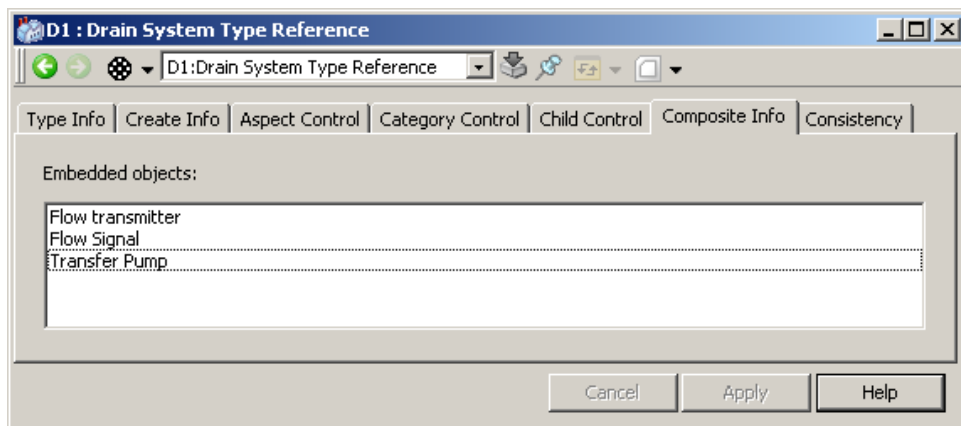 D1 : Drain System Type Reference
D1:Drain System Type Reference
Type Info Create Info Aspect Control Category Control Child Control Composite Info Consistency
Embedded objects:
Flow transmitter
Flow Signal
Transfer Pump
Cancel Apply Help